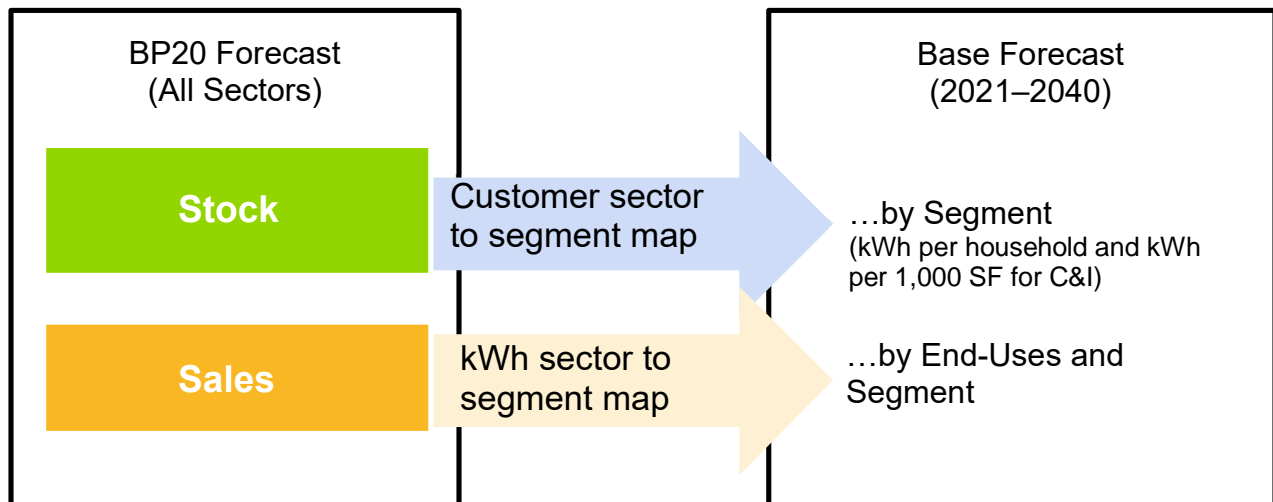 BP20 Forecast
(All Sectors)
Stock
Customer sector
to segment map
Sales
kWh sector to
segment map
Base Forecast
(2021–2040)
…by Segment
(kWh per household and kWh
per 1,000 SF for C&I)
…by End-Uses and
Segment